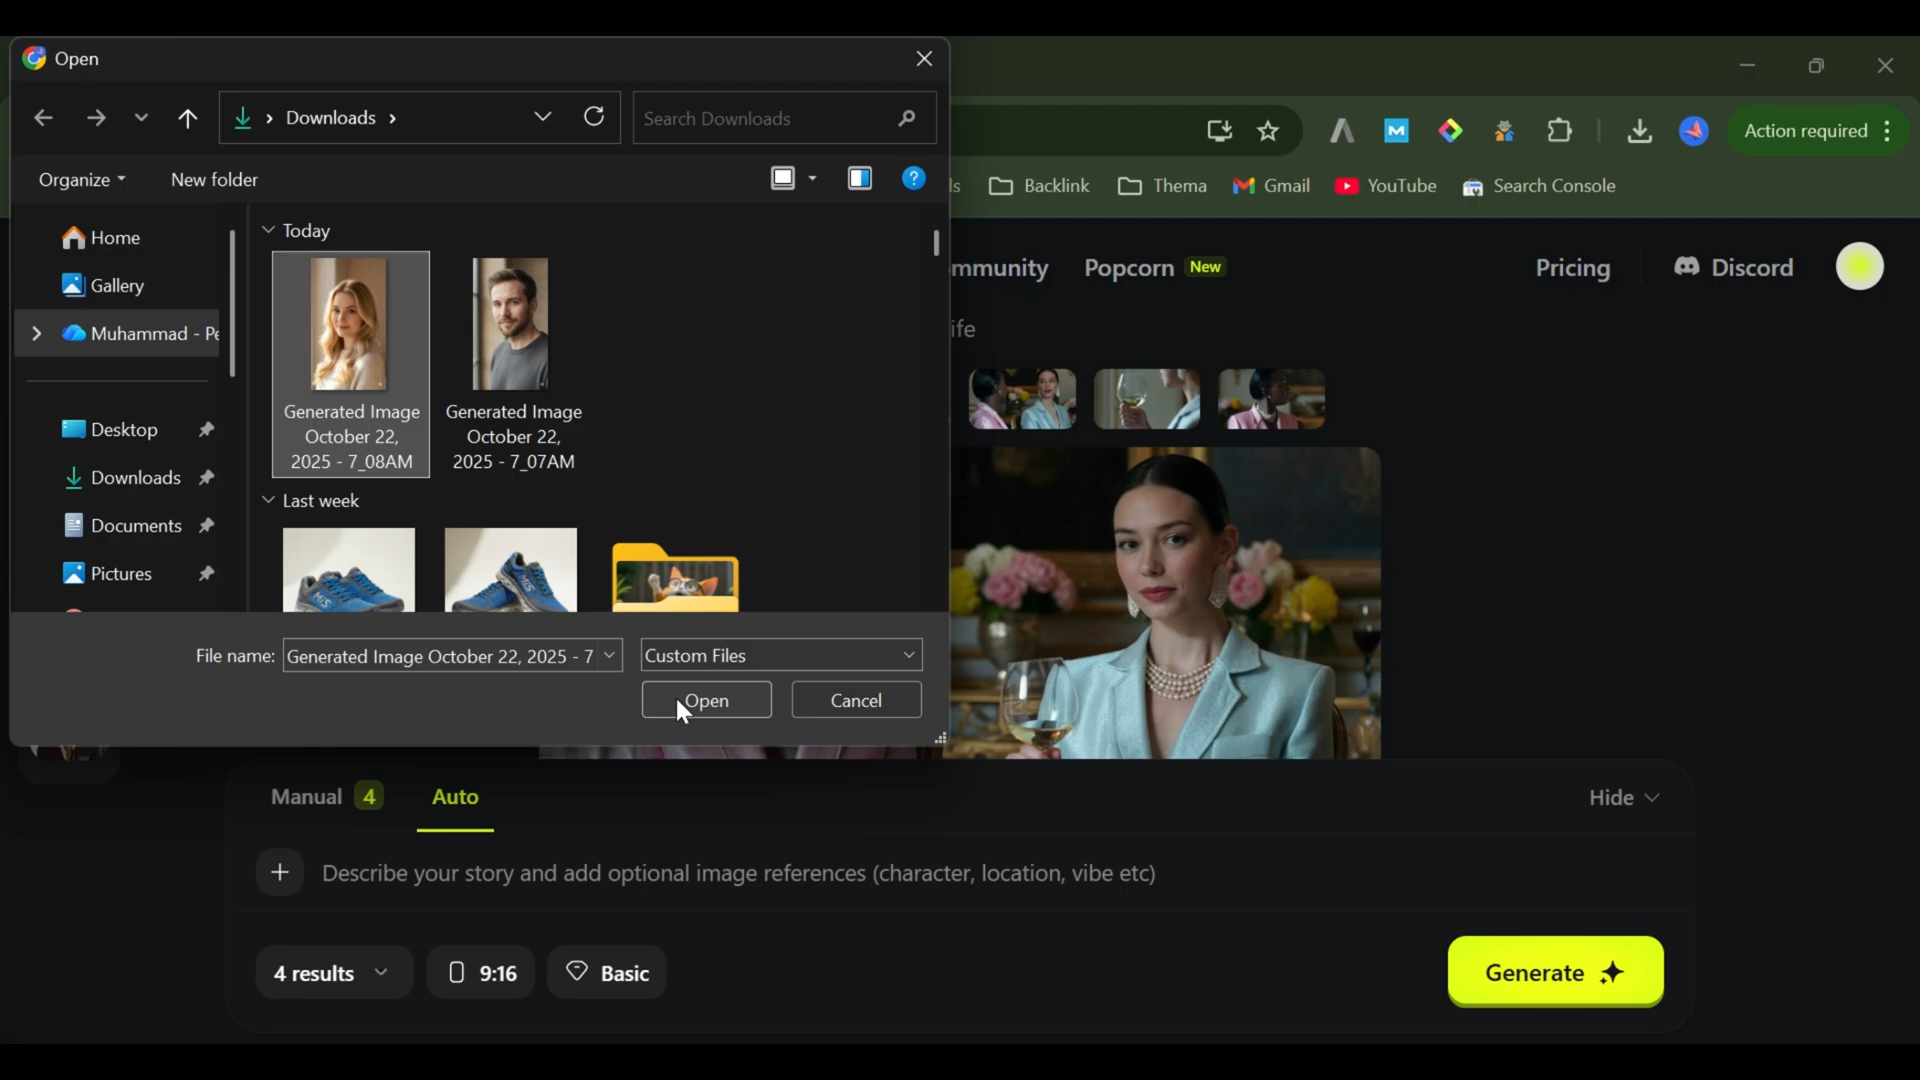 Open
Downloads
Search Downloads
Action required
Organize
New folder
ls
Backlink
Thema
Gmail
YouTube
Search Console
Home
Gallery
Muhammad - Pe
Desktop
Downloads
Documents
Pictures
Today
Generated Image
October 22,
2025 - 7_08AM
Generated Image
October 22,
2025 - 7_07AM
Last week
mmunity
Popcorn
New
Pricing
Discord
ife
File name:
Generated Image October 22, 2025 - 7
Custom Files
Open
Cancel
Manual 4
Auto
Hide
Describe your story and add optional image references (character, location, vibe etc)
4 results
9:16
Basic
Generate